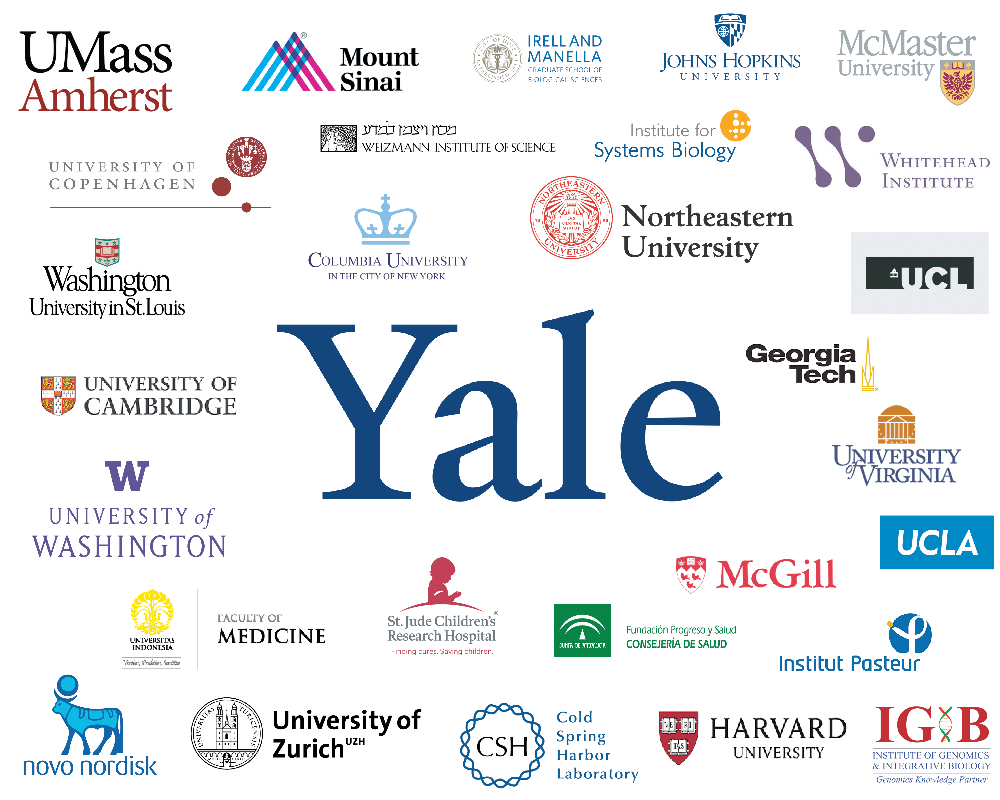 UMass
Amherst
®
Mount
Sinai
CITY OF HOPE
ESTABLISHED 1913
IRELL AND
MANELLA
GRADUATE SCHOOL OF
BIOLOGICAL SCIENCES
JOHNS HOPKINS
UNIVERSITY
McMaster
University
UNIVERSITY OF
COPENHAGEN
מכון ויצמן למדע
WEIZMANN INSTITUTE OF SCIENCE
Institute for
Systems Biology
WHITEHEAD
INSTITUTE
COLUMBIA UNIVERSITY
IN THE CITY OF NEW YORK
NORTHEASTERN
UNIVERSITY
18
98
LVX
VERITAS
VIRTUS
Northeastern
University
Washington
University in St. Louis
UCL
Yale
Georgia
Tech
®
UNIVERSITY OF
CAMBRIDGE
UNIVERSITY
of VIRGINIA
W
UNIVERSITY of
WASHINGTON
UCLA
McGill
UNIVERSITAS
INDONESIA
Veritas, Probitas, Justitia
FACULTY OF
MEDICINE
St. Jude Children's®
Research Hospital
Finding cures. Saving children.
JUNTA DE ANDALUCIA
Fundación Progreso y Salud
CONSEJERÍA DE SALUD
Institut Pasteur
novo nordisk
UNIVERSITAS
TURICENSIS
MDCCC XXXIII
University of
Zurich UZH
CSH
Cold
Spring
Harbor
Laboratory
VE RI
TAS
HARVARD
UNIVERSITY
IGIB
INSTITUTE OF GENOMICS
& INTEGRATIVE BIOLOGY
Genomics Knowledge Partner